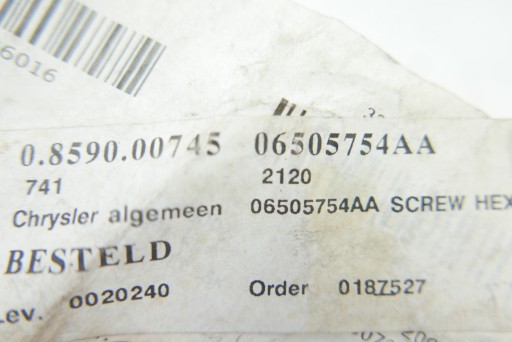 6016
0.8590.00745 06505754AA
741 2120
Chrysler algemeen 06505754AA SCREW HEX
BESTELD
Lev. 0020240 Order 0187527